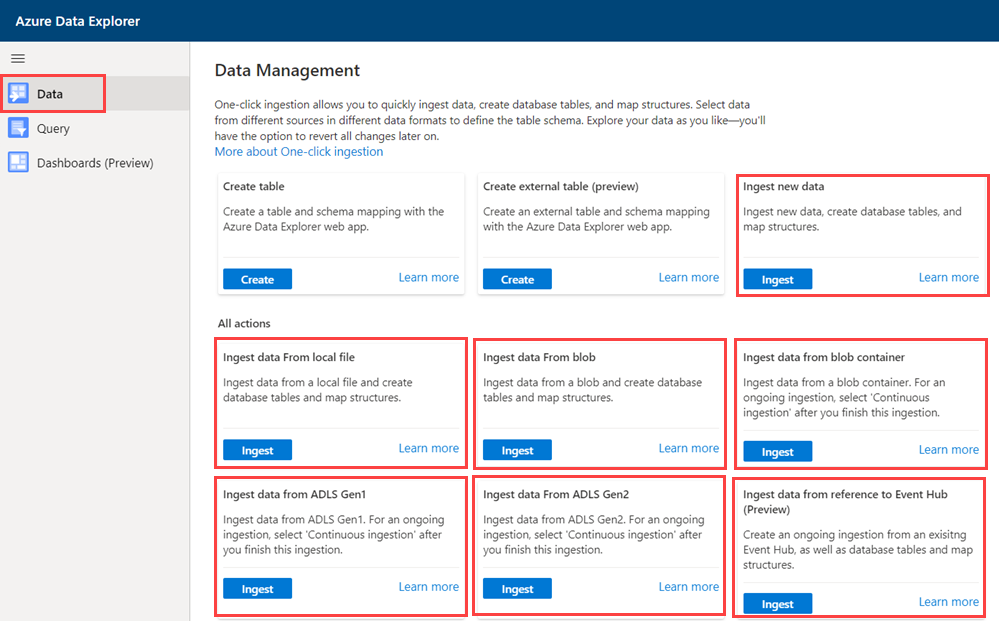 Azure Data Explorer
Data
Query
Dashboards (Preview)
Data Management
One-click ingestion allows you to quickly ingest data, create database tables, and map structures. Select data
from different sources in different data formats to define the table schema. Explore your data as you like—you'll
have the option to revert all changes later on.
More about One-click ingestion
Create table
Create a table and schema mapping with the
Azure Data Explorer web app.
Create
Learn more
Create external table (preview)
Create an external table and schema mapping
with the Azure Data Explorer web app.
Create
Learn more
Ingest new data
Ingest new data, create database tables, and
map structures.
Ingest
Learn more
All actions
Ingest data From local file
Ingest data from a local file and create
database tables and map structures.
Ingest
Learn more
Ingest data From blob
Ingest data from a blob and create database
tables and map structures.
Ingest
Learn more
Ingest data from blob container
Ingest data from a blob container. For an
ongoing ingestion, select 'Continuous
ingestion' after you finish this ingestion.
Ingest
Learn more
Ingest data from ADLS Gen1
Ingest data from ADLS Gen1. For an ongoing
ingestion, select 'Continuous ingestion' after
you finish this ingestion.
Ingest
Learn more
Ingest data From ADLS Gen2
Ingest data from ADLS Gen2. For an ongoing
ingestion, select 'Continuous ingestion' after
you finish this ingestion.
Ingest
Learn more
Ingest data from reference to Event Hub
(Preview)
Create an ongoing ingestion from an exisitng
Event Hub, as well as database tables and map
structures.
Ingest
Learn more